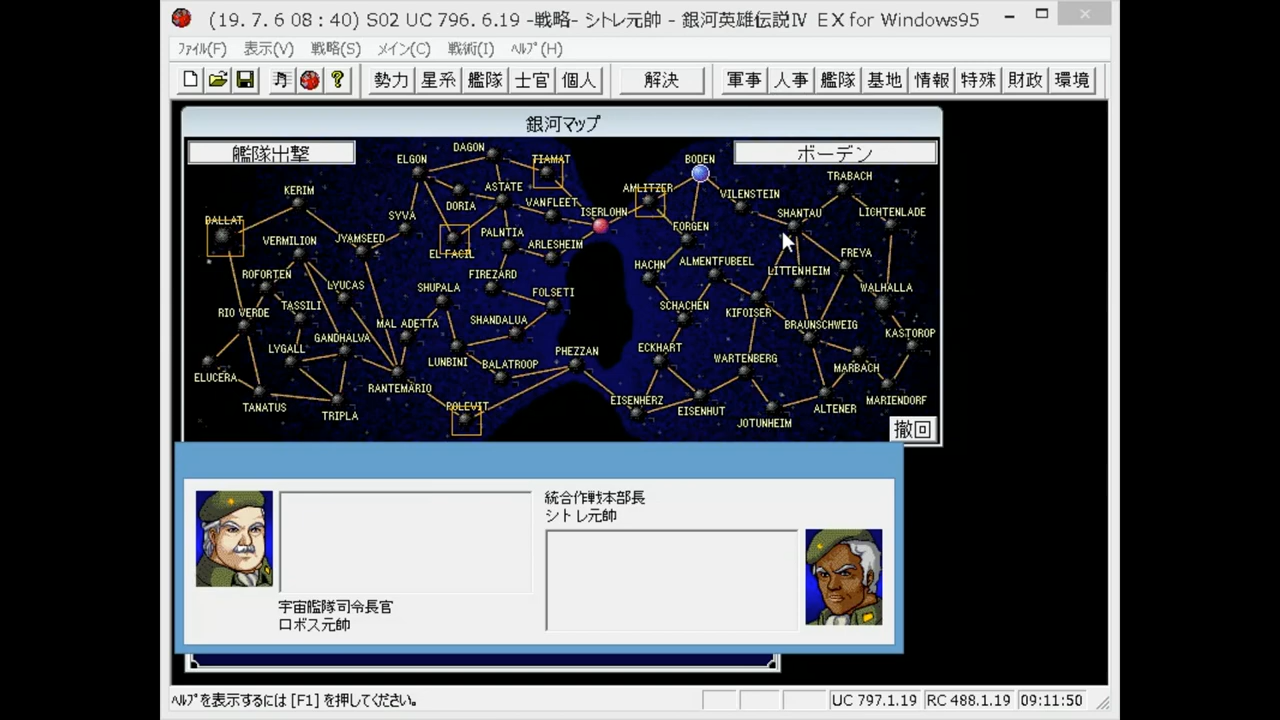 (19. 7. 6 08 : 40) S02 UC 796. 6.19 -戦略- シトレ元帥 - 銀河英雄伝説Ⅳ EX for Windows95
ﾌｧｲﾙ(F) 表示(V) 戦略(S) メイン(C) 戦術(I) ﾍﾙﾌﾟ(H)
勢力 星系 艦隊 士官 個人 解決 軍事 人事 艦隊 基地 情報 特殊 財政 環境
銀河マップ
艦隊出撃 ボーデン
DAGON
ELGON TIAMAT BODEN
TRABACH
KERIM ASTATE AMLITZER VILENSTEIN
DORIA VANFLEET ISERLOHN SHANTAU LICHTENLADE
BALLAT SYVA
VERMILION JYAMSEED PALNTIA ARLESHEIM FORGEN
EL FACIL FREYA
ROFORTEN FIREZARD HACHN ALMENTFUBEEL LITTENHEIM
LYUCAS SHUPALA FOLSETI WALHALLA
RIO VERDE TASSILI SCHACHEN KIFOISER
MAL ADETTA SHANDALUA BRAUNSCHWEIG KASTOROP
LYGALL GANDHALVA PHEZZAN ECKHART
LUNBINI BALATROOP WARTENBERG MARBACH
ELUCERA RANTEMARIO
TANATUS TRIPLA POLEVIT EISENHERZ EISENHUT ALTENER MARIENDORF
JOTUNHEIM
撤回
統合作戦本部長
シトレ元帥
宇宙艦隊司令長官
ロボス元帥
ﾍﾙﾌﾟを表示するには [F1] を押してください。 UC 797.1.19 RC 488.1.19 09:11:50